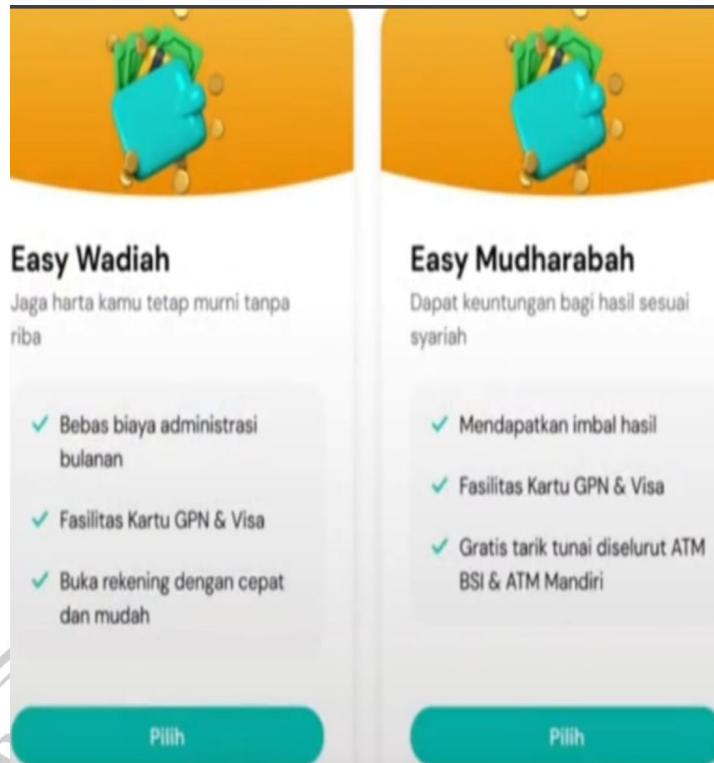 Easy Wadiah
Jaga harta kamu tetap murni tanpa
riba
Bebas biaya administrasi
bulanan
Fasilitas Kartu GPN & Visa
Buka rekening dengan cepat
dan mudah
Pilih
Easy Mudharabah
Dapat keuntungan bagi hasil sesuai
syariah
Mendapatkan imbal hasil
Fasilitas Kartu GPN & Visa
Gratis tarik tunai diselurut ATM
BSI & ATM Mandiri
Pilih